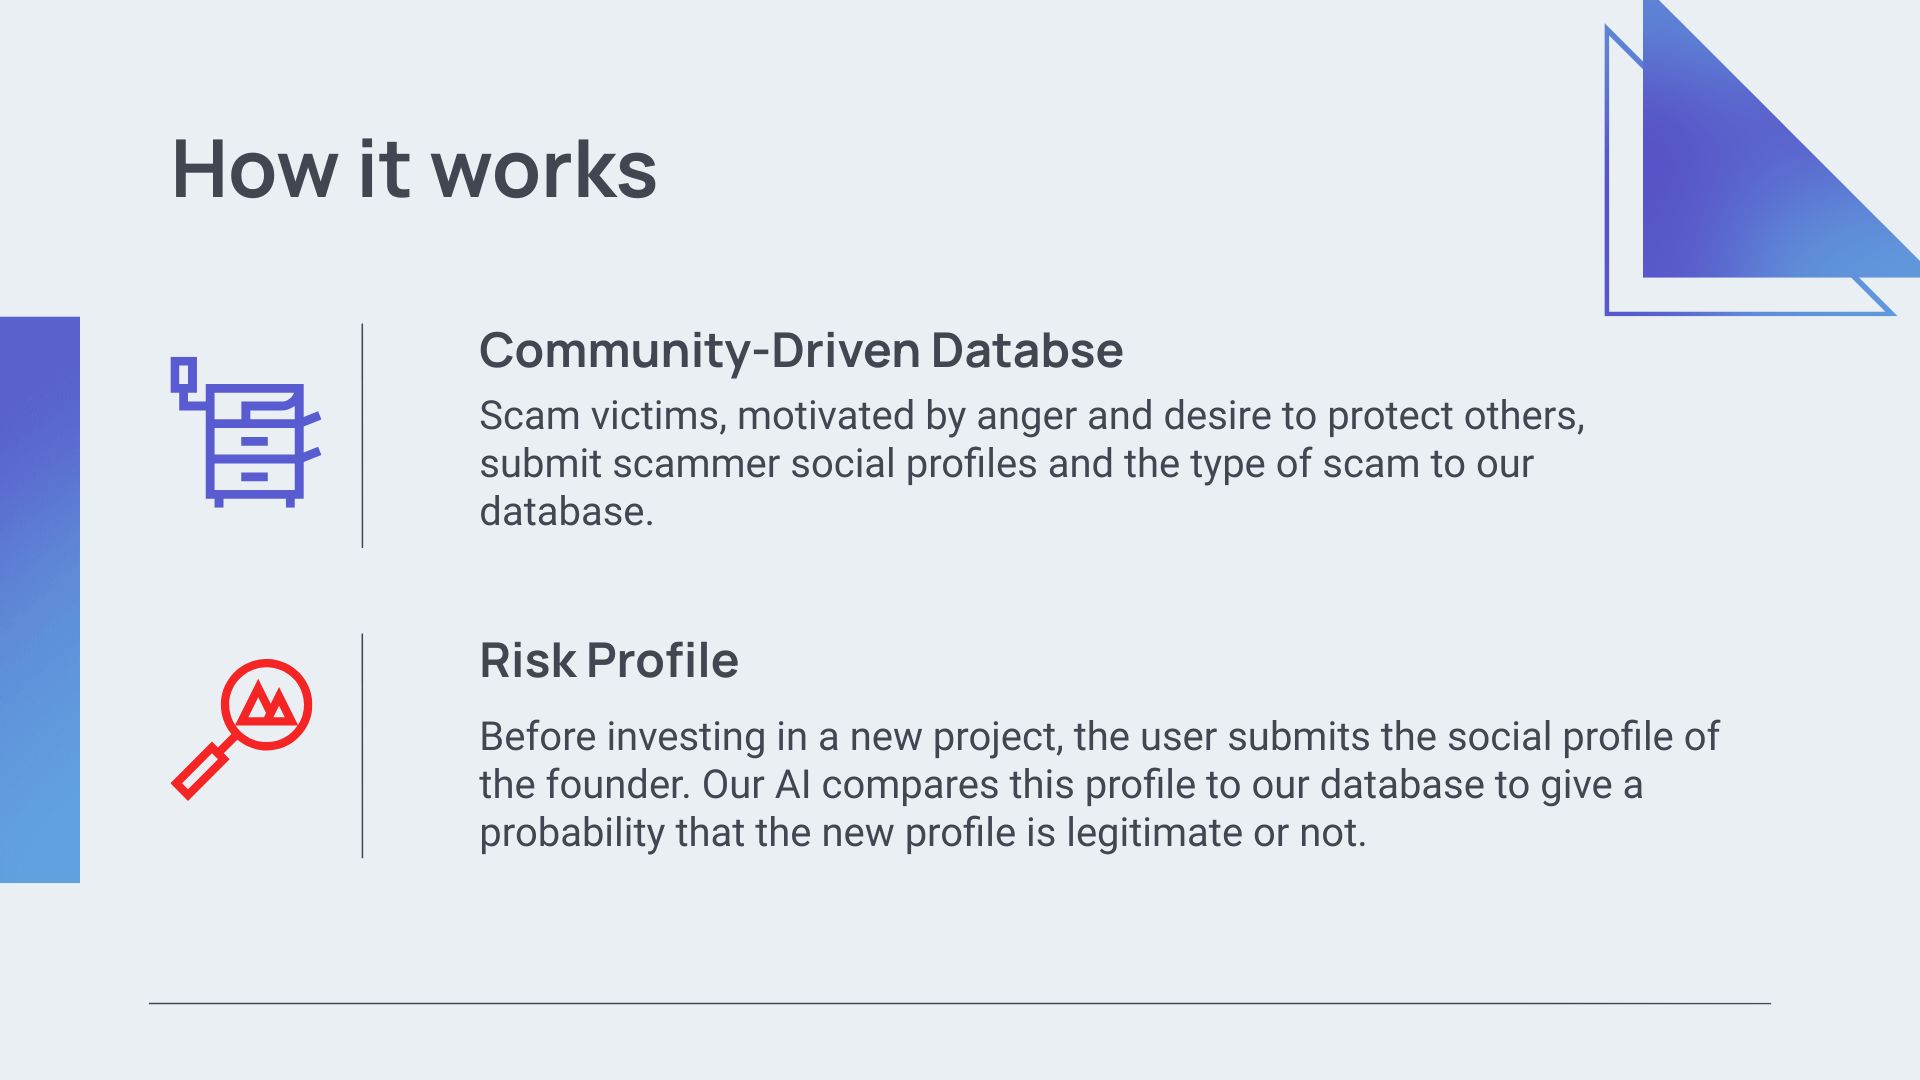 How it works
Community-Driven Databse
Scam victims, motivated by anger and desire to protect others,
submit scammer social profiles and the type of scam to our
database.
Risk Profile
Before investing in a new project, the user submits the social profile of
the founder. Our AI compares this profile to our database to give a
probability that the new profile is legitimate or not.